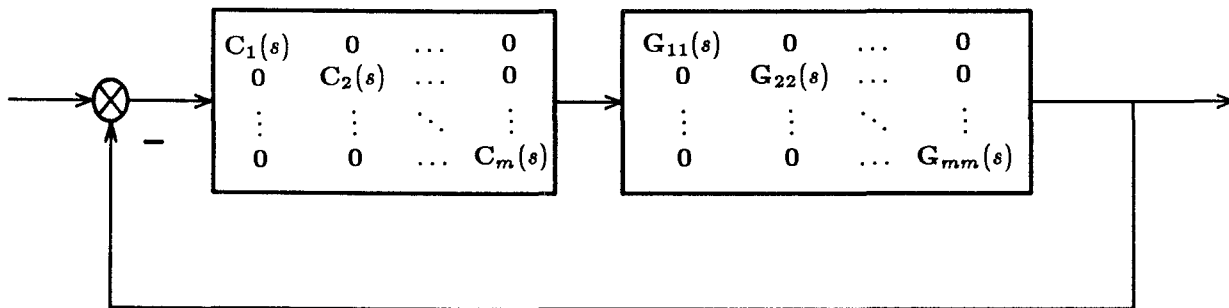 C₁(s) 0 … 0
0 C₂(s) … 0
⋮ ⋮ ⋱ ⋮
0 0 … Cₘ(s)
G₁₁(s) 0 … 0
0 G₂₂(s) … 0
⋮ ⋮ ⋱ ⋮
0 0 … Gₘₘ(s)
−